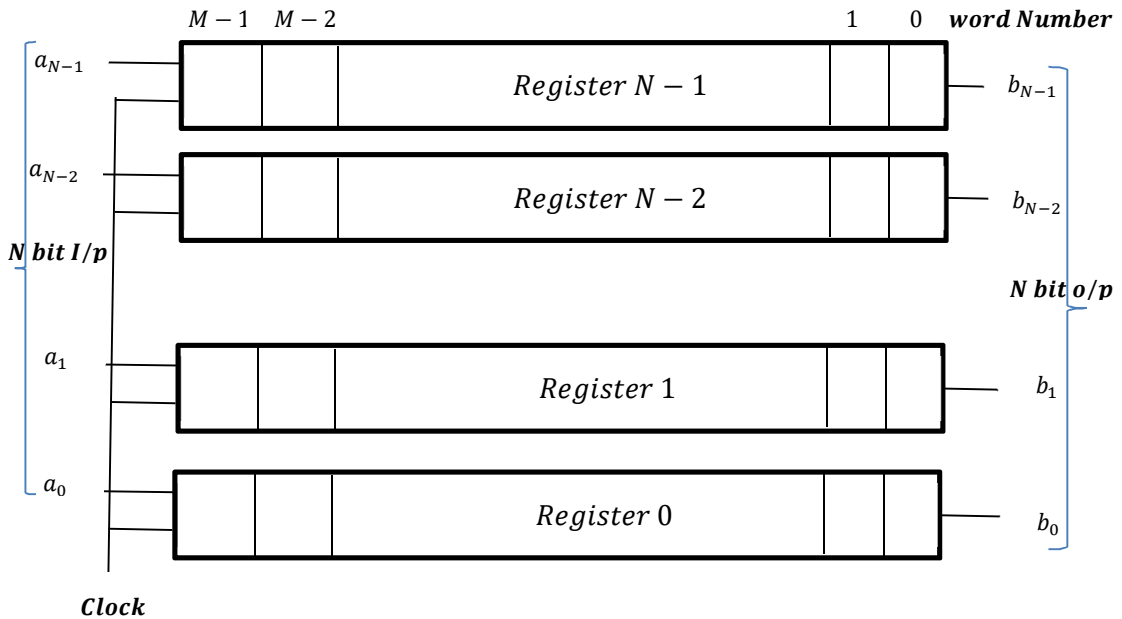 M − 1 M − 2 1 0 word Number
a_{N−1} Register N − 1 b_{N−1}
a_{N−2} Register N − 2 b_{N−2}
N bit I/p
N bit o/p
a_1 Register 1 b_1
a_0 Register 0 b_0
Clock